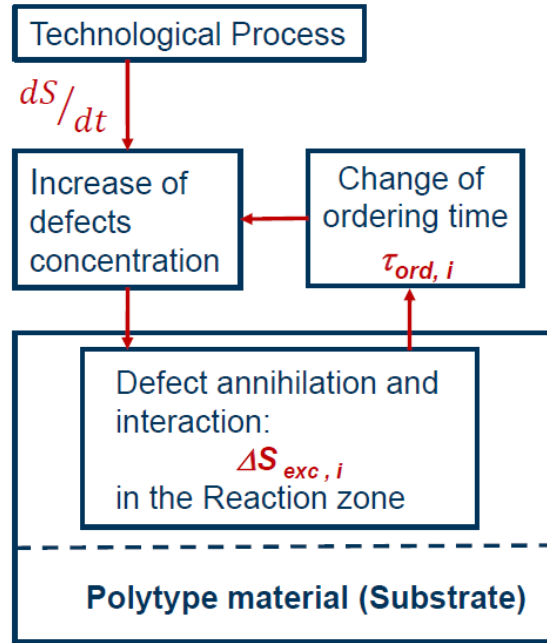 Technological Process
dS/dt
Increase of
defects
concentration
Change of
ordering time
τord, i
Defect annihilation and
interaction:
ΔS exc , i
in the Reaction zone
Polytype material (Substrate)